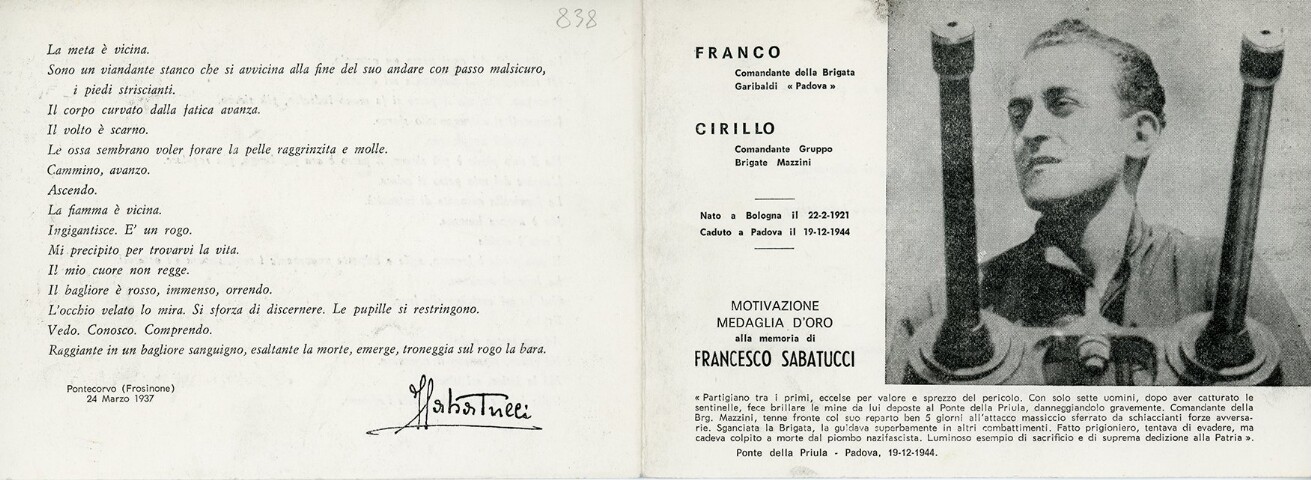 838
La meta è vicina.
Sono un viandante stanco che si avvicina alla fine del suo andare con passo malsicuro,
i piedi striscianti.
Il corpo curvato dalla fatica avanza.
Il volto è scarno.
Le ossa sembrano voler forare la pelle raggrinzita e molle.
Cammino, avanzo.
Ascendo.
La fiamma è vicina.
Ingigantisce. E' un rogo.
Mi precipito per trovarvi la vita.
Il mio cuore non regge.
Il bagliore è rosso, immenso, orrendo.
L'occhio velato lo mira. Si sforza di discernere. Le pupille si restringono.
Vedo. Conosco. Comprendo.
Raggiante in un bagliore sanguigno, esaltante la morte, emerge, troneggia sul rogo la bara.
Pontecorvo (Frosinone)
24 Marzo 1937
FSabatucci
FRANCO
Comandante della Brigata
Garibaldi « Padova »
CIRILLO
Comandante Gruppo
Brigate Mazzini
Nato a Bologna il 22-2-1921
Caduto a Padova il 19-12-1944
MOTIVAZIONE
MEDAGLIA D'ORO
alla memoria di
FRANCESCO SABATUCCI
« Partigiano tra i primi, eccelse per valore e sprezzo del pericolo. Con solo sette uomini, dopo aver catturato le
sentinelle, fece brillare le mine da lui deposte al Ponte della Priula, danneggiandolo gravemente. Comandante della
Brg. Mazzini, tenne fronte col suo reparto ben 5 giorni all'attacco massiccio sferrato da schiaccianti forze avversa-
rie. Sganciata la Brigata, la guidava superbamente in altri combattimenti. Fatto prigioniero, tentava di evadere, ma
cadeva colpito a morte dal piombo nazifascista. Luminoso esempio di sacrificio e di suprema dedizione alla Patria ».
Ponte della Priula - Padova, 19-12-1944.